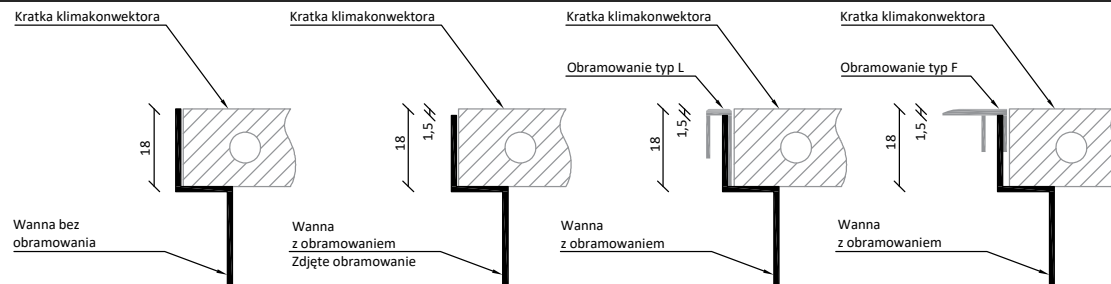 Kratka klimakonwektora
18
Wanna bez
obramowania
Kratka klimakonwektora
18
1,5
Wanna
z obramowaniem
Zdjęte obramowanie
Kratka klimakonwektora
Obramowanie typ L
18
1,5
Wanna
z obramowaniem
Kratka klimakonwektora
Obramowanie typ F
18
1,5
Wanna
z obramowaniem